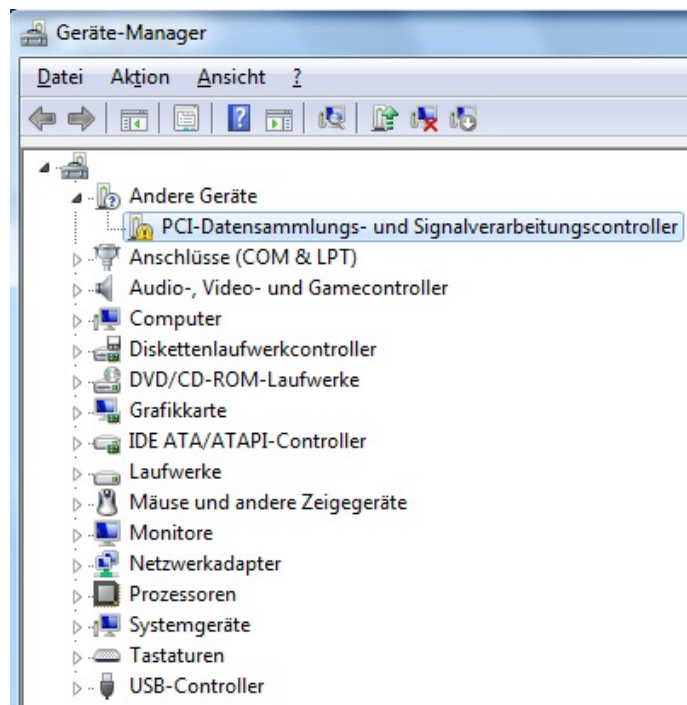 Geräte-Manager
Datei Aktion Ansicht ?
Andere Geräte
PCI-Datensammlungs- und Signalverarbeitungscontroller
Anschlüsse (COM & LPT)
Audio-, Video- und Gamecontroller
Computer
Diskettenlaufwerkcontroller
DVD/CD-ROM-Laufwerke
Grafikkarte
IDE ATA/ATAPI-Controller
Laufwerke
Mäuse und andere Zeigegeräte
Monitore
Netzwerkadapter
Prozessoren
Systemgeräte
Tastaturen
USB-Controller